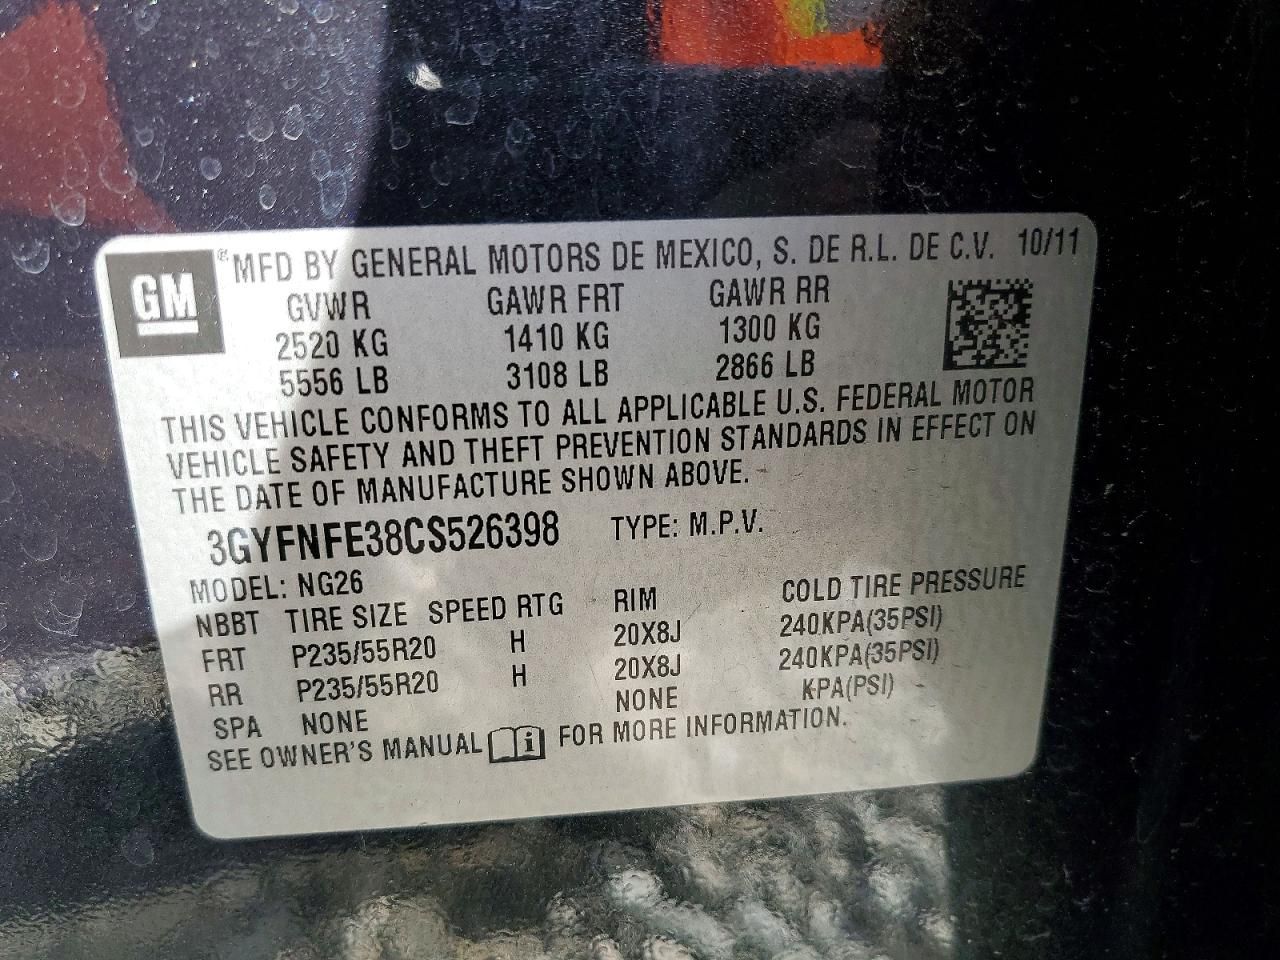 GM ® MFD BY GENERAL MOTORS DE MEXICO, S. DE R.L. DE C.V. 10/11
GVWR GAWR FRT GAWR RR
2520 KG 1410 KG 1300 KG
5556 LB 3108 LB 2866 LB
THIS VEHICLE CONFORMS TO ALL APPLICABLE U.S. FEDERAL MOTOR
VEHICLE SAFETY AND THEFT PREVENTION STANDARDS IN EFFECT ON
THE DATE OF MANUFACTURE SHOWN ABOVE.
3GYFNFE38CS526398 TYPE: M.P.V.
MODEL: NG26
NBBT TIRE SIZE SPEED RTG RIM COLD TIRE PRESSURE
FRT P235/55R20 H 20X8J 240KPA(35PSI)
RR P235/55R20 H 20X8J 240KPA(35PSI)
SPA NONE NONE KPA(PSI)
SEE OWNER'S MANUAL i FOR MORE INFORMATION.